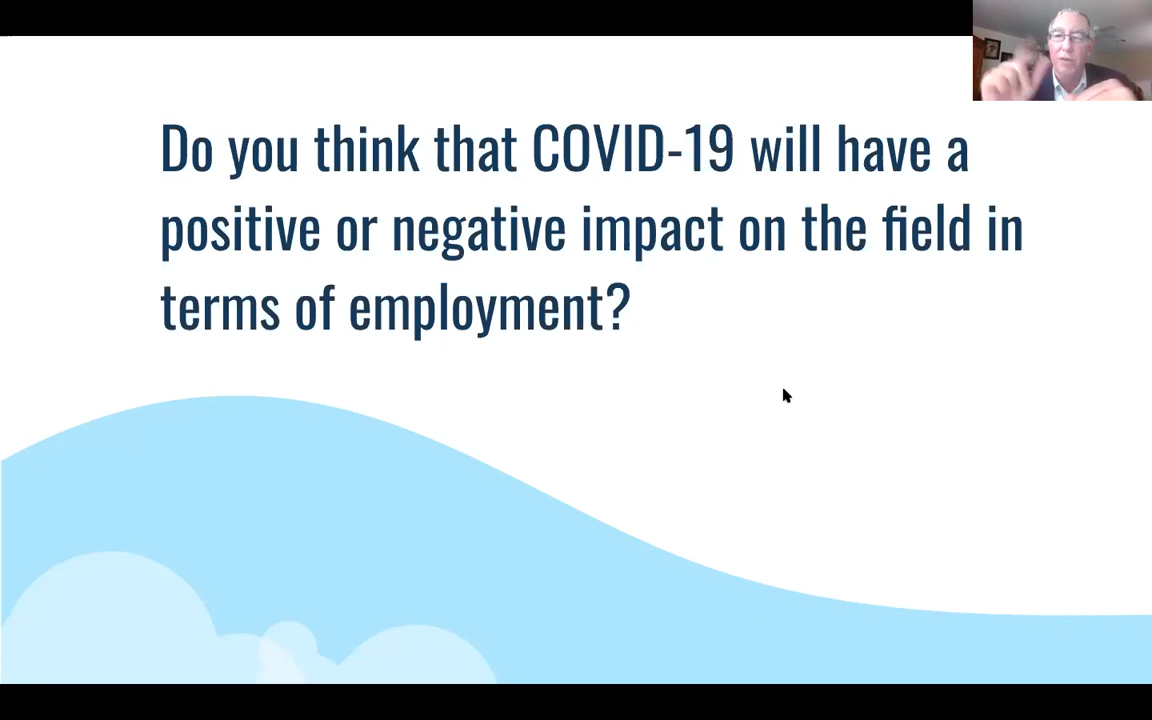 Do you think that COVID-19 will have a
positive or negative impact on the field in
terms of employment?